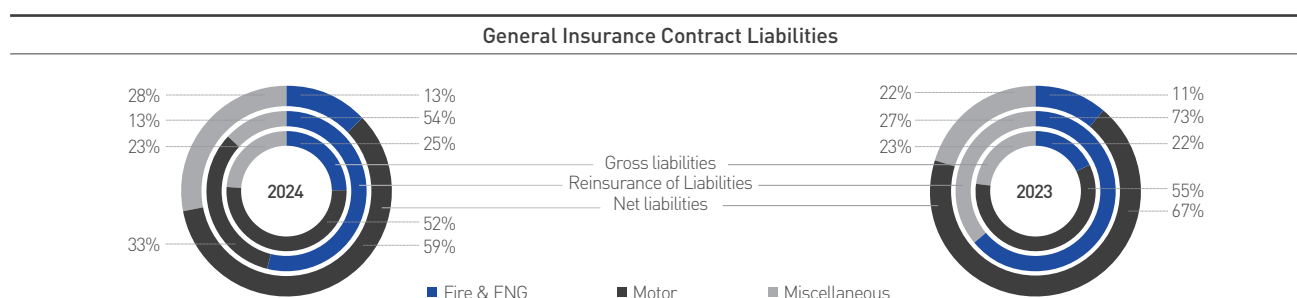 General Insurance Contract Liabilities
28% 13% 22% 11%
13% 54% 27% 73%
23% 25% 23% 22%
Gross liabilities
2024 Reinsurance of Liabilities 2023
Net liabilities
52% 55%
33% 59% 67%
Fire & ENG Motor Miscellaneous